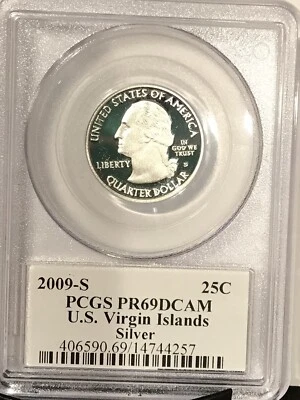 UNITED STATES OF AMERICA
LIBERTY
IN
GOD WE
TRUST
S
QUARTER DOLLAR
2009-S 25C
PCGS PR69DCAM
U.S. Virgin Islands
Silver
406590.69/14744257